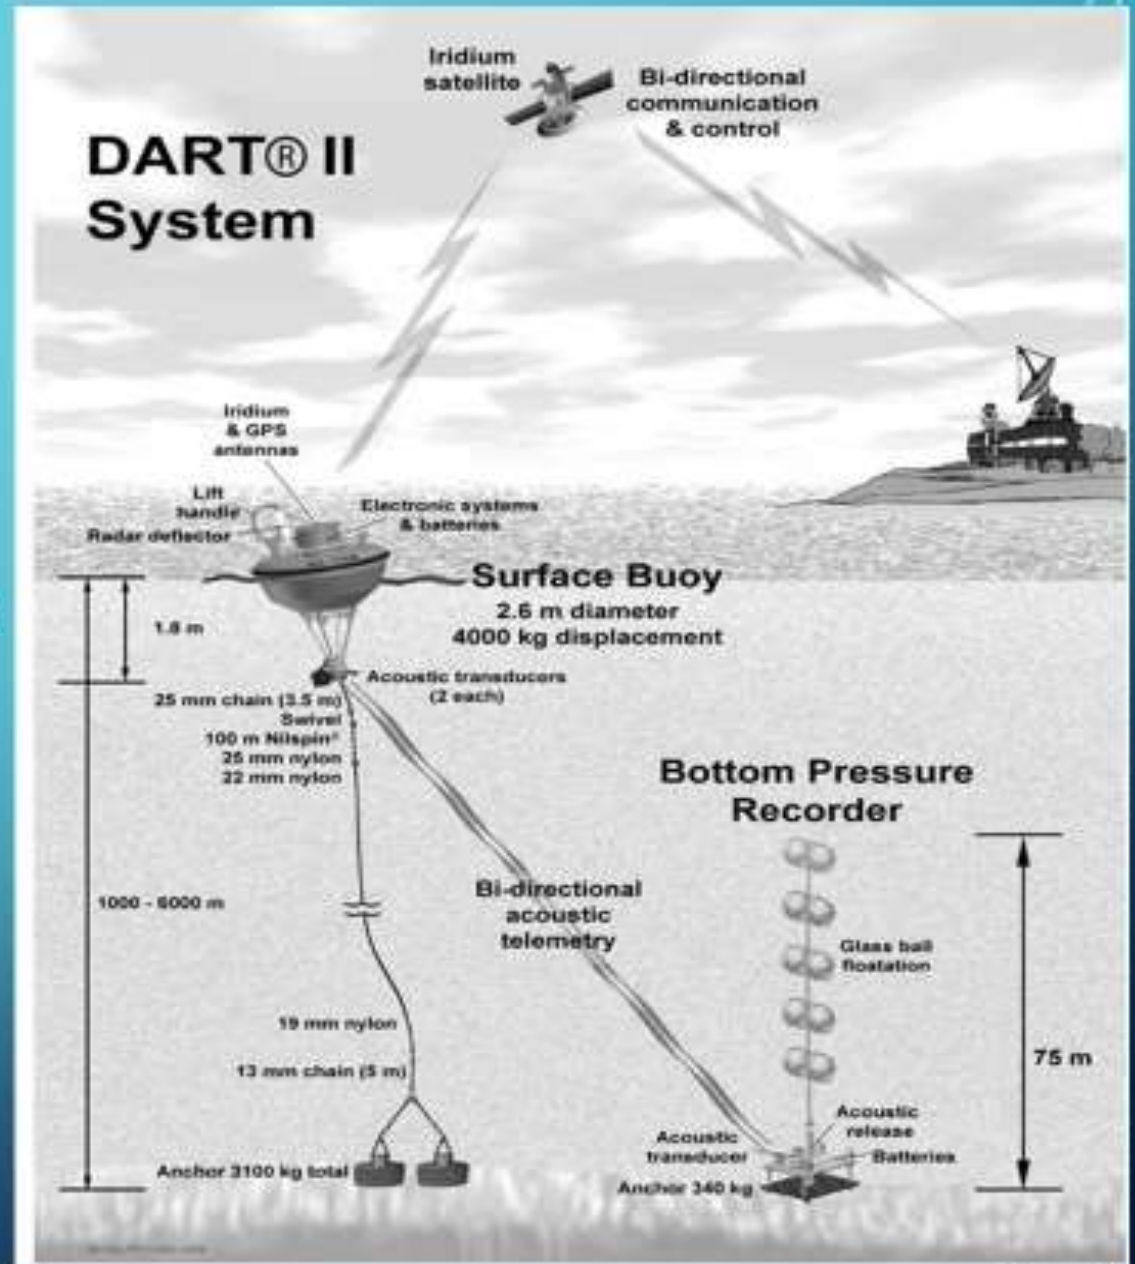 Iridium
satellite
Bi-directional
communication
& control
DART® II
System
Iridium
& GPS
antennas
Lift
handle
Radar deflector
Electronic systems
& batteries
Surface Buoy
2.6 m diameter
4000 kg displacement
1.8 m
Acoustic transducers
(2 each)
25 mm chain (3.5 m)
Swivel
100 m Nilspin®
25 mm nylon
22 mm nylon
Bottom Pressure
Recorder
1000 - 6000 m
Bi-directional
acoustic
telemetry
Glass ball
floatation
19 mm nylon
13 mm chain (5 m)
75 m
Acoustic
release
Acoustic
transducer
Batteries
Anchor 3100 kg total
Anchor 340 kg